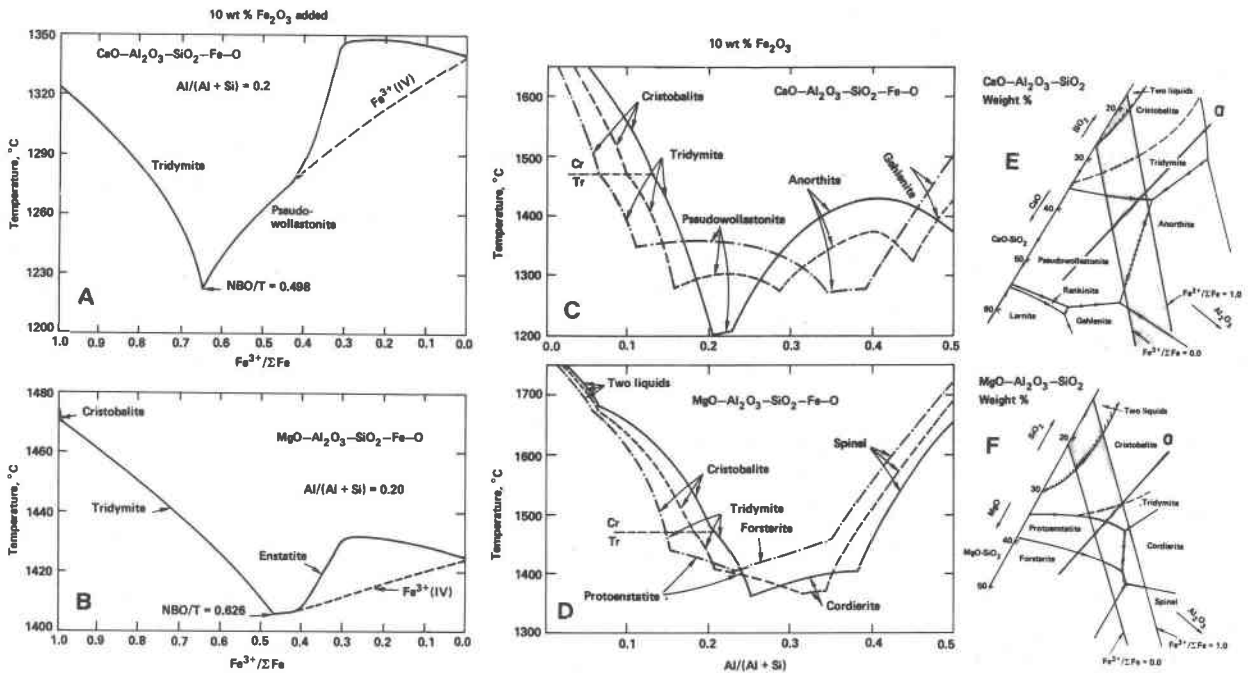 10 wt % Fe2O3 added
1350
CaO–Al2O3–SiO2–Fe–O
Al/(Al + Si) = 0.2
Fe3+(IV)
1320
Temperature, °C
Tridymite
1290
1260
Pseudo-
wollastonite
1230
A
NBO/T = 0.498
1200
1.0 0.9 0.8 0.7 0.6 0.5 0.4 0.3 0.2 0.1 0.0
Fe3+/ΣFe
1480
Cristobalite
MgO–Al2O3–SiO2–Fe–O
1460
Al/(Al + Si) = 0.20
Temperature, °C
Tridymite
1440
Enstatite
1420
B
Fe3+(IV)
NBO/T = 0.626
1400
1.0 0.9 0.8 0.7 0.6 0.5 0.4 0.3 0.2 0.1 0.0
Fe3+/ΣFe
10 wt % Fe2O3
1600
Cristobalite
CaO–Al2O3–SiO2–Fe–O
Tridymite
1500
Cr
Tr
Temperature, °C
Anorthite
Gehlenite
1400
Pseudowollastonite
1300
C
1200
0.0 0.1 0.2 0.3 0.4 0.5
Two liquids
MgO–Al2O3–SiO2–Fe–O
1700
Spinel
1600
Cristobalite
Temperature, °C
Tridymite
Forsterite
1500
Cr
Tr
1400
D
Protoenstatite
Cordierite
1300
0.1 0.2 0.3 0.4 0.5
Al/(Al + Si)
CaO–Al2O3–SiO2
Weight %
Two liquids
20
Cristobalite
α
SiO2
E
30
Tridymite
CaO
40
Anorthite
CaO-SiO2
50
Pseudowollastonite
Rankinite
Fe3+/ΣFe = 1.0
60
Larnite
Gehlenite
Al2O3
Fe3+/ΣFe = 0.0
MgO–Al2O3–SiO2
Weight %
Two liquids
SiO2
20
F
α
Cristobalite
30
MgO
Tridymite
Protoenstatite
40
MgO-SiO2
Forsterite
Cordierite
50
Spinel
Al2O3
Fe3+/ΣFe = 1.0
Fe3+/ΣFe = 0.0